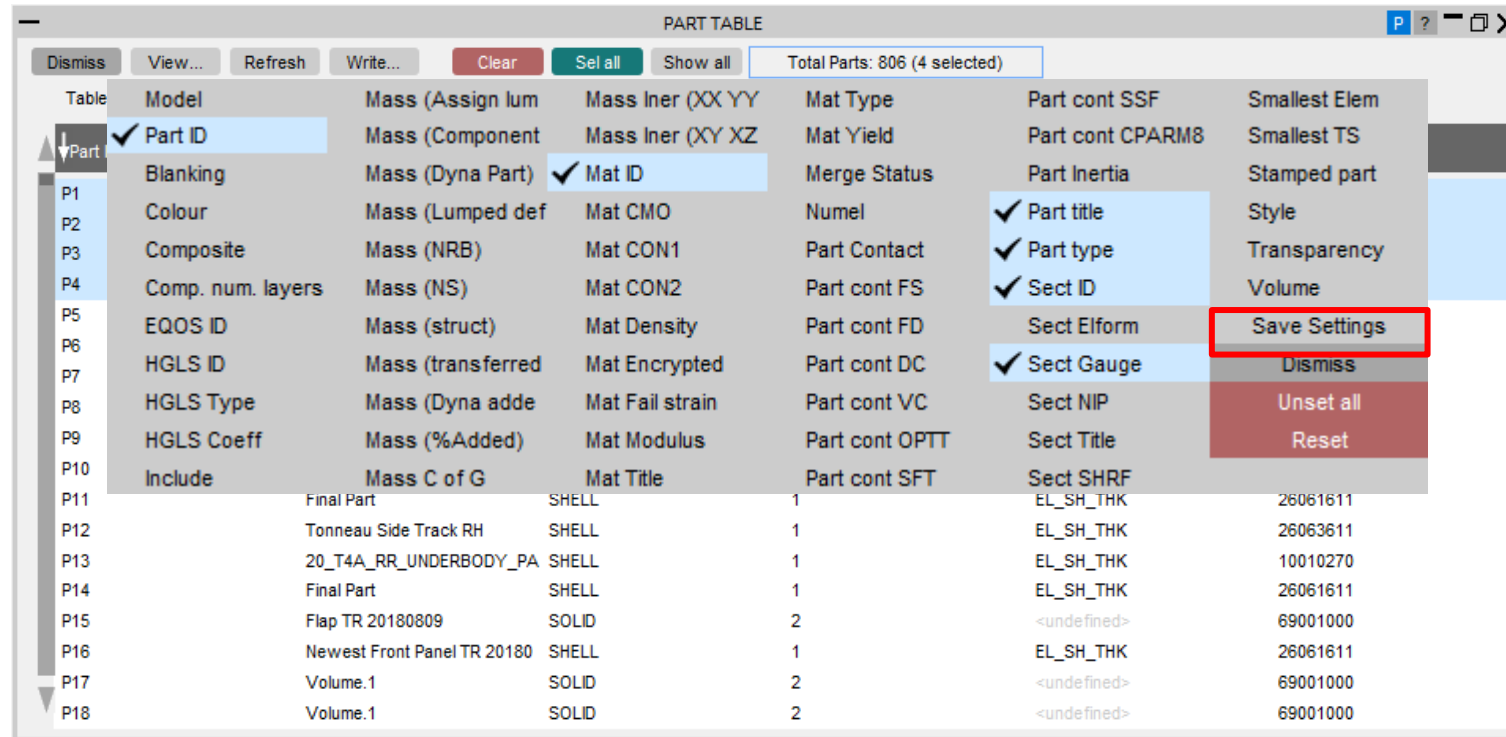 PART TABLE P ?
Dismiss View... Refresh Write... Clear Sel all Show all Total Parts: 806 (4 selected)
Table Model Mass (Assign lum Mass Iner (XX YY Mat Type Part cont SSF Smallest Elem
Part Part ID Mass (Component Mass Iner (XY XZ Mat Yield Part cont CPARM8 Smallest TS
Blanking Mass (Dyna Part) Mat ID Merge Status Part Inertia Stamped part
P1
Colour Mass (Lumped def Mat CMO Numel Part title Style
P2
Composite Mass (NRB) Mat CON1 Part Contact Part type Transparency
P3
P4 Comp. num. layers Mass (NS) Mat CON2 Part cont FS Sect ID Volume
P5
EQOS ID Mass (struct) Mat Density Part cont FD Sect Elform Save Settings
P6
HGLS ID Mass (transferred Mat Encrypted Part cont DC Sect Gauge Dismiss
P7
P8 HGLS Type Mass (Dyna adde Mat Fail strain Part cont VC Sect NIP Unset all
P9 HGLS Coeff Mass (%Added) Mat Modulus Part cont OPTT Sect Title Reset
P10 Include Mass C of G Mat Title Part cont SFT Sect SHRF
P11 Final Part SHELL 1 EL_SH_THK 26061611
P12 Tonneau Side Track RH SHELL 1 EL_SH_THK 26063611
P13 20_T4A_RR_UNDERBODY_PA SHELL 1 EL_SH_THK 10010270
P14 Final Part SHELL 1 EL_SH_THK 26061611
P15 Flap TR 20180809 SOLID 2 <undefined> 69001000
P16 Newest Front Panel TR 20180 SHELL 1 EL_SH_THK 26061611
P17 Volume.1 SOLID 2 <undefined> 69001000
P18 Volume.1 SOLID 2 <undefined> 69001000